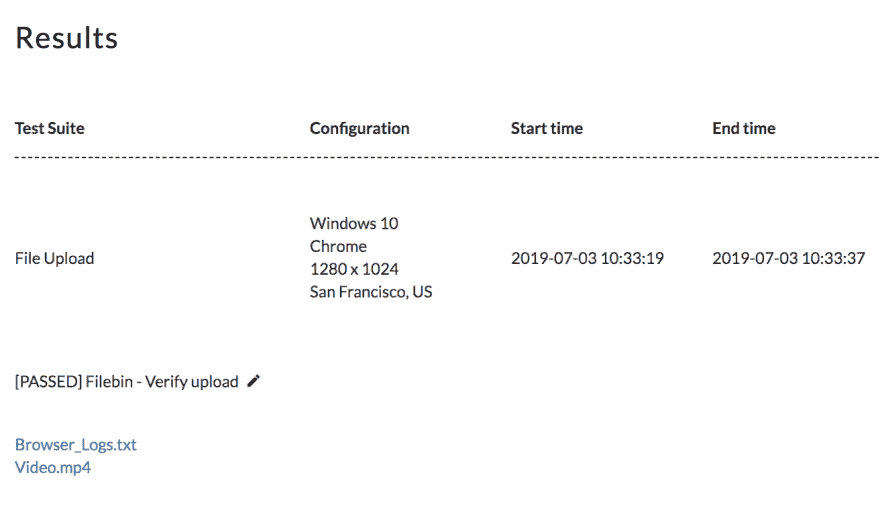 Results
Test Suite Configuration Start time End time
Windows 10
Chrome
File Upload 2019-07-03 10:33:19 2019-07-03 10:33:37
1280 x 1024
San Francisco, US
[PASSED] Filebin - Verify upload
Browser_Logs.txt
Video.mp4